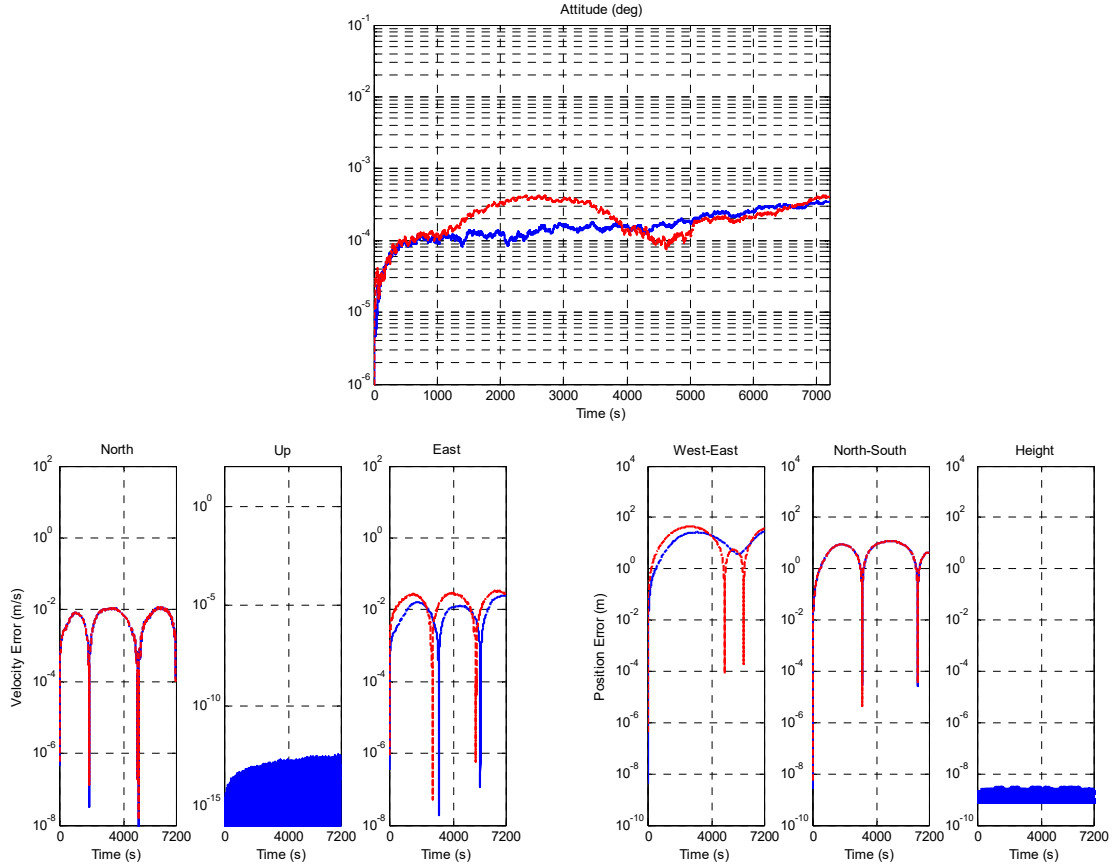 Attitude (deg)
10^-1
10^-2
10^-3
10^-4
10^-5
10^-6
0 1000 2000 3000 4000 5000 6000 7000
Time (s)
North Up East West-East North-South Height
Velocity Error (m/s)
10^2
10^0
10^-2
10^-4
10^-6
10^-8
0 4000 7200
Time (s)
10^0
10^-5
10^-10
10^-15
0 4000 7200
Time (s)
10^2
10^0
10^-2
10^-4
10^-6
10^-8
0 4000 7200
Time (s)
Position Error (m)
10^4
10^2
10^0
10^-2
10^-4
10^-6
10^-8
10^-10
0 4000 7200
Time (s)
10^4
10^2
10^0
10^-2
10^-4
10^-6
10^-8
10^-10
0 4000 7200
Time (s)
10^4
10^2
10^0
10^-2
10^-4
10^-6
10^-8
10^-10
0 4000 7200
Time (s)